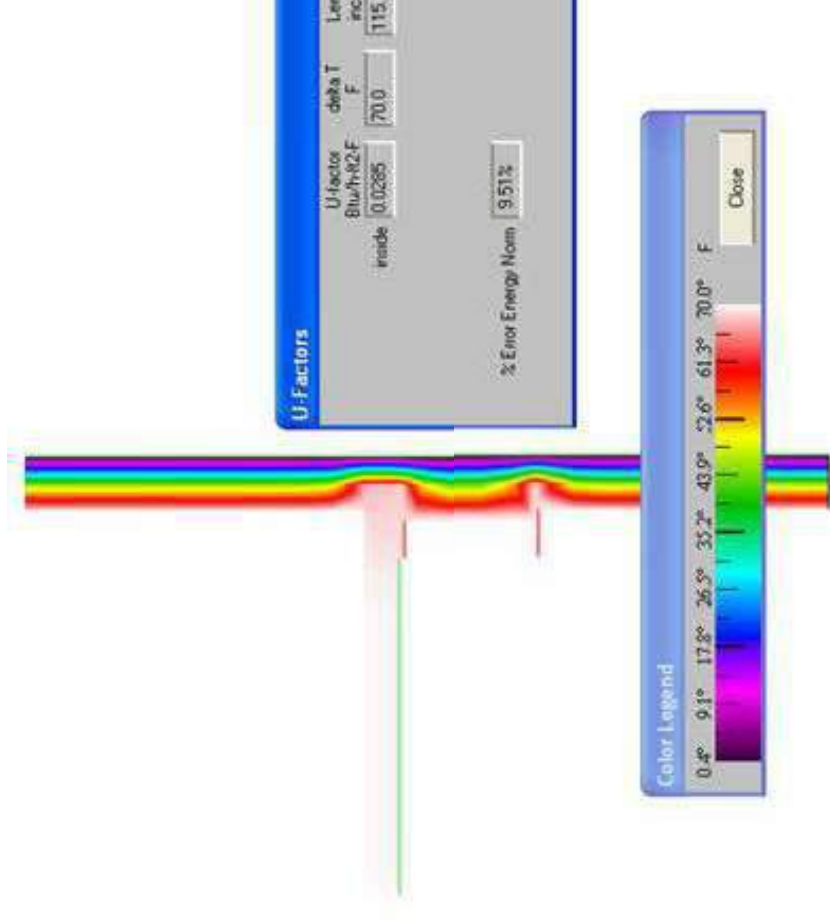 U-Factors
U-factor
Btu/h-ft2-F
delta T
F
inside
0.0285
70.0
115.
% Error Energy Norm
9.51%
Color Legend
0.4° 9.1° 17.8° 26.5° 35.2° 43.9° 52.6° 61.3° 70.0° F
Close